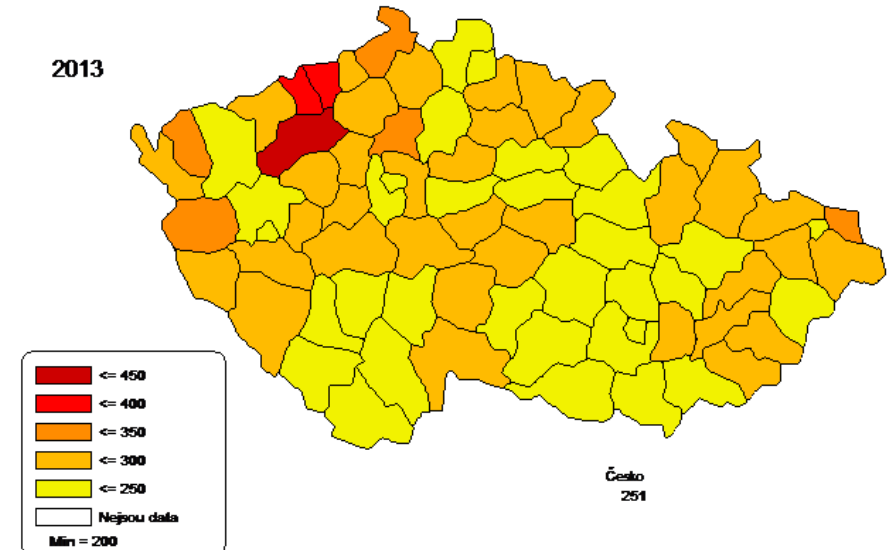 2013
<= 450
<= 400
<= 350
<= 300
<= 250
Nejsou data
Min = 200
Česko
251